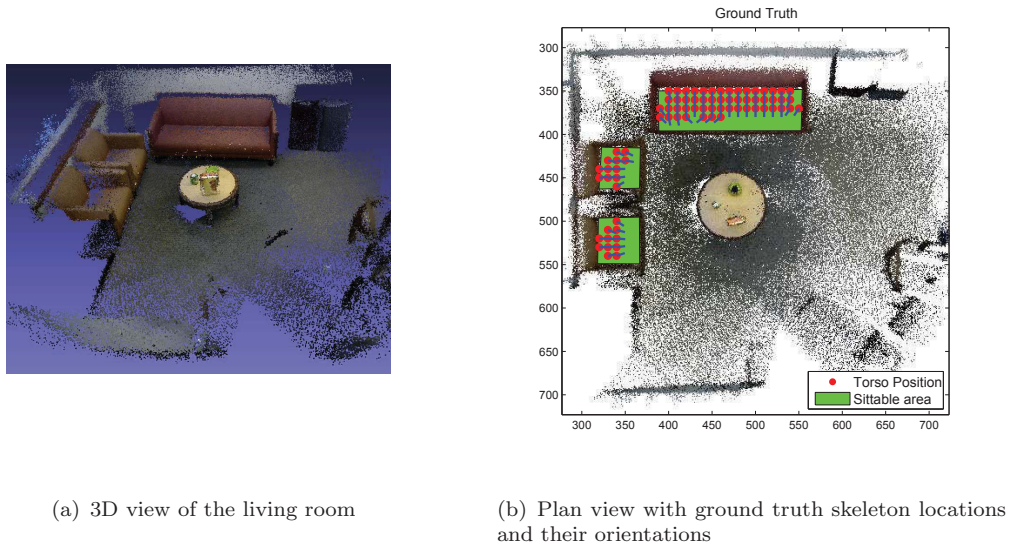 Ground Truth
300
350
400
450
500
550
600
650
700
300 350 400 450 500 550 600 650 700
Torso Position
Sittable area
(a) 3D view of the living room
(b) Plan view with ground truth skeleton locations
and their orientations